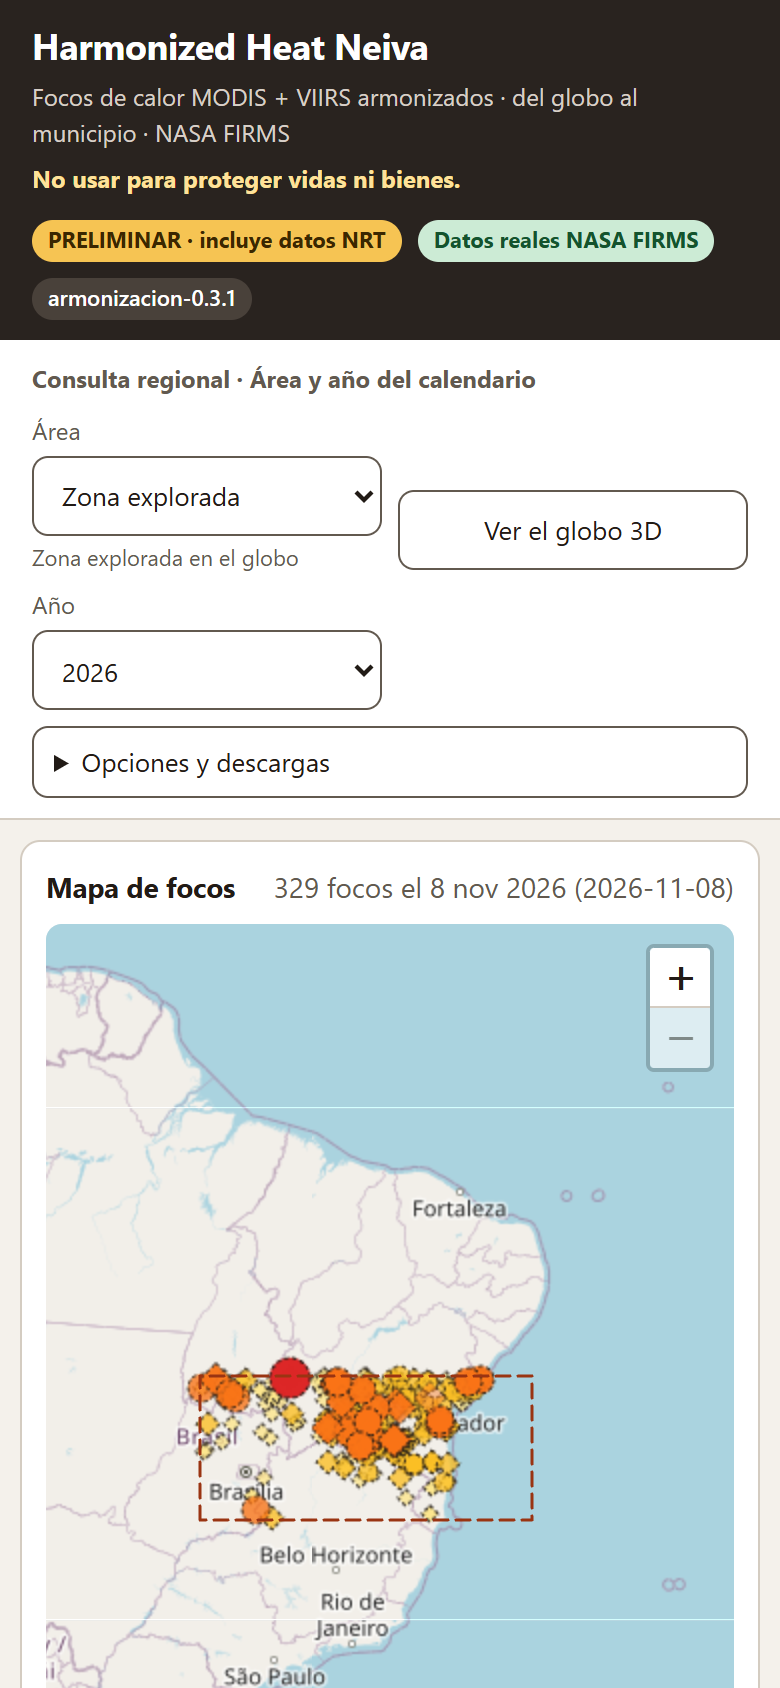 Harmonized Heat Neiva
Focos de calor MODIS + VIIRS armonizados · del globo al
municipio · NASA FIRMS
No usar para proteger vidas ni bienes.
PRELIMINAR · incluye datos NRT
Datos reales NASA FIRMS
armonizacion-0.3.1
Consulta regional · Área y año del calendario
Área
Zona explorada
Ver el globo 3D
Zona explorada en el globo
Año
2026
▶ Opciones y descargas
Mapa de focos
329 focos el 8 nov 2026 (2026-11-08)
+
−
Fortaleza
Brasil
ador
Brasília
Belo Horizonte
Rio de
Janeiro
São Paulo